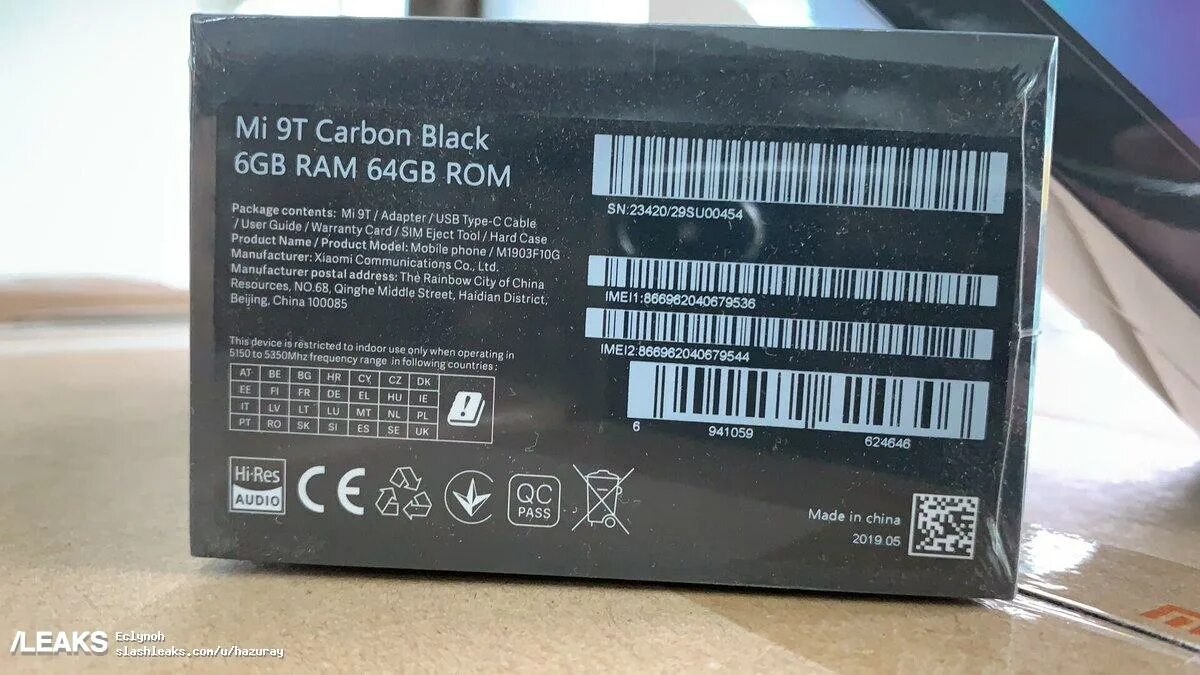 Mi 9T Carbon Black
6GB RAM 64GB ROM
Package contents: Mi 9T / Adapter / USB Type-C Cable
/ User Guide / Warranty Card / SIM Eject Tool / Hard Case
Product Name / Product Model: Mobile phone / M1903F10G
Manufacturer: Xiaomi Communications Co., Ltd.
Manufacturer postal address: The Rainbow City of China
Resources, NO.68, Qinghe Middle Street, Haidian District,
Beijing, China 100085
This device is restricted to indoor use only when operating in
5150 to 5350Mhz frequency range in following countries:
AT BE BG HR CY CZ DK
EE FI FR DE EL HU IE
IT LV LT LU MT NL PL
PT RO SK SI ES SE UK
Hi-Res
AUDIO
CE
QC
PASS
SN:23420/29SU00454
IMEI1:866962040679536
IMEI2:866962040679544
6 941059 624646
Made in china
2019.05
/LEAKS
Eclynoh
slashleaks.com/u/hazuray